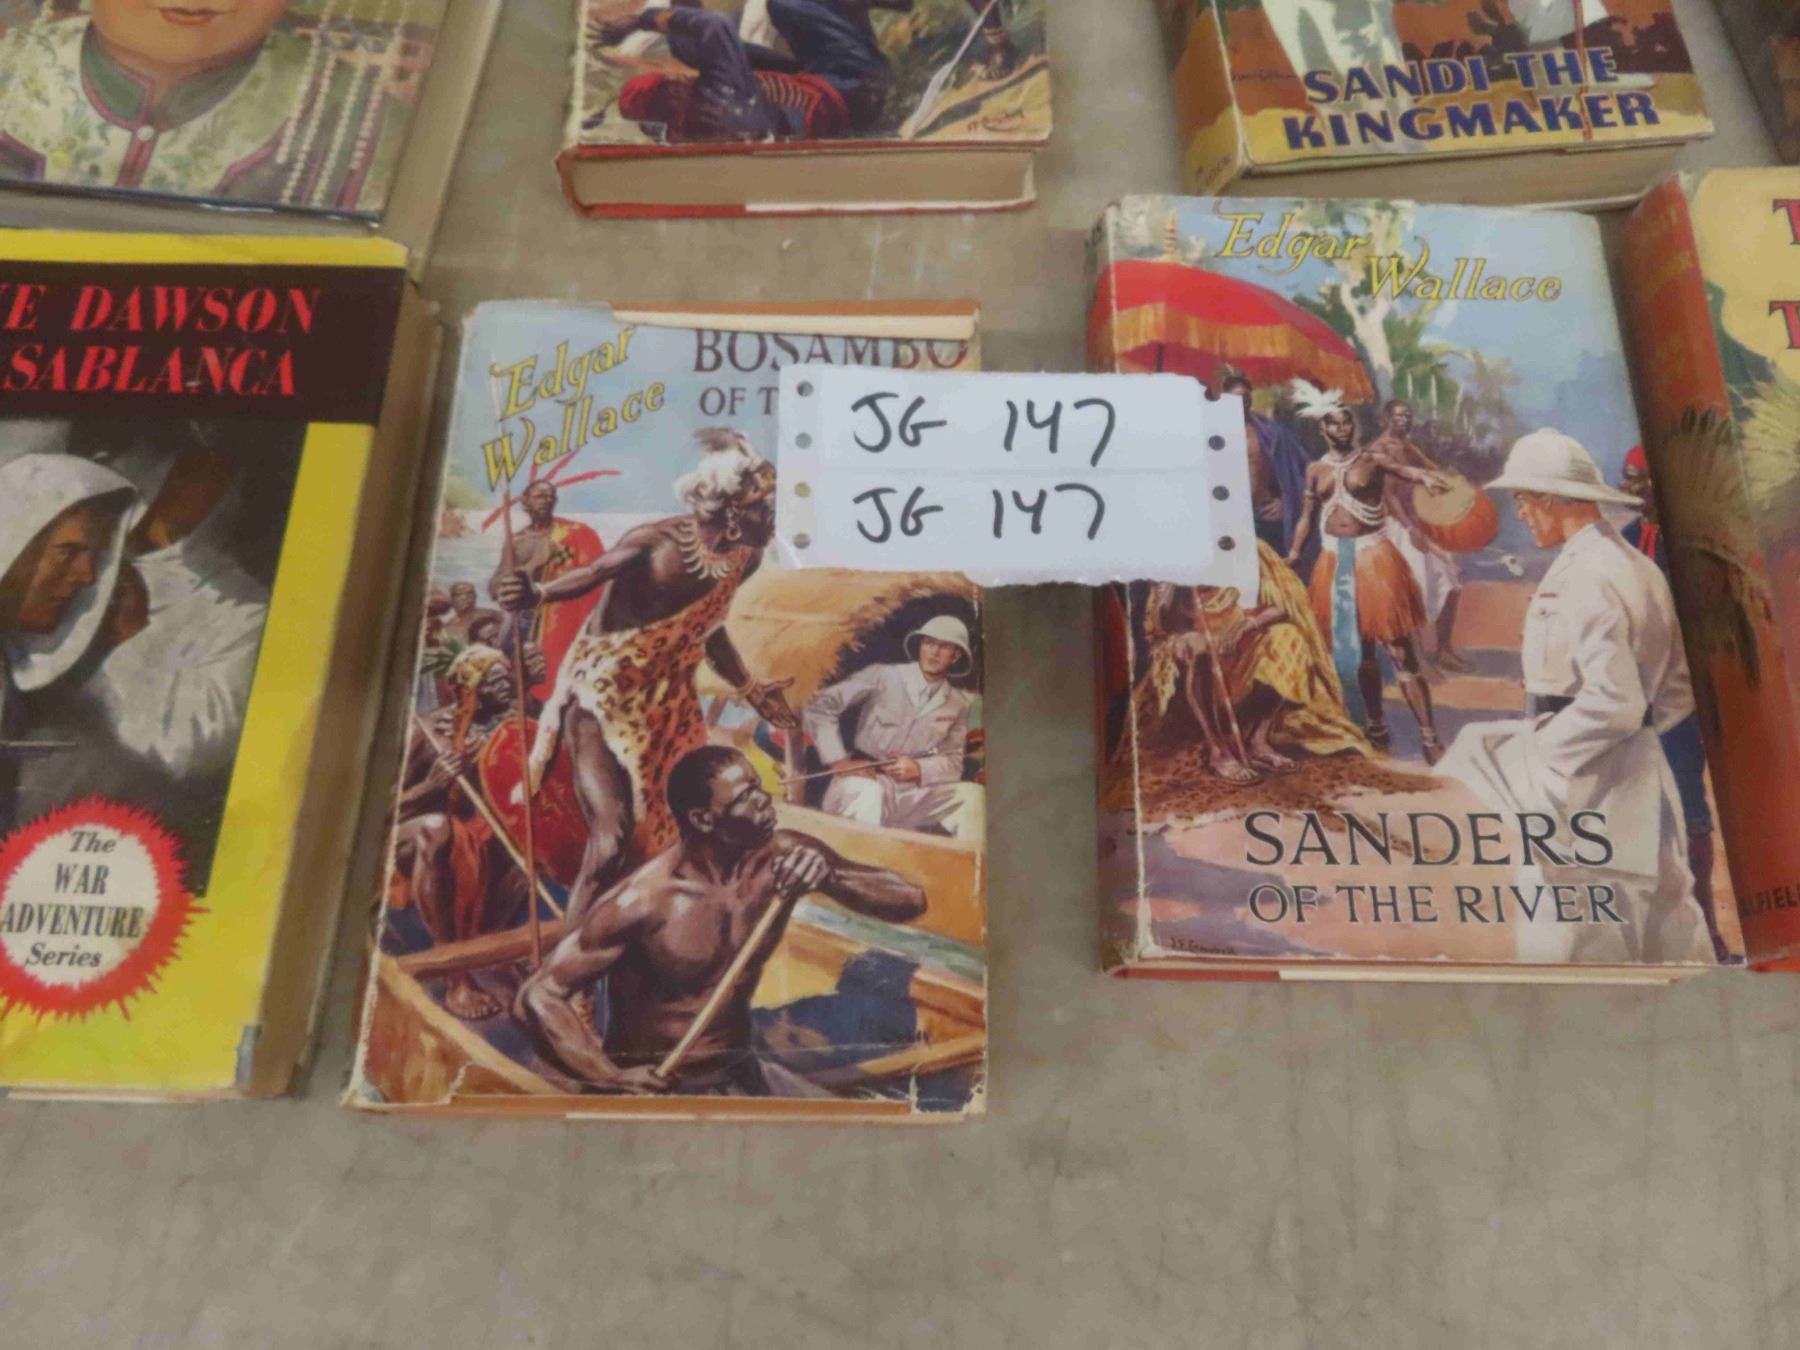 SANDI THE
KINGMAKER
DAWSON
Edgar
Wallace
BOSAMBO
OF
JG 147
JG 147
Edgar
Wallace
SANDERS
OF THE RIVER
The
WAR
ADVENTURE
Series